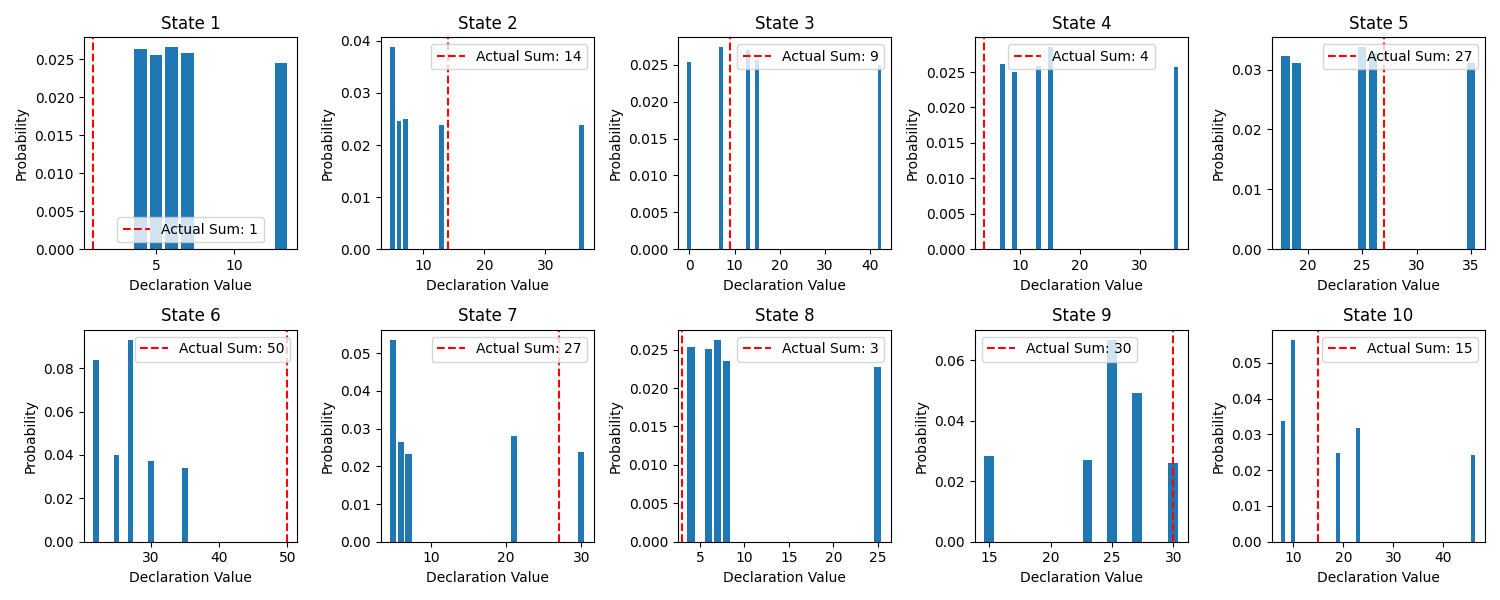 State 1
Probability
0.025
0.020
0.015
0.010
0.005
0.000
Actual Sum: 1
5 10
Declaration Value
State 2
Probability
0.04
0.03
0.02
0.01
0.00
Actual Sum: 14
10 20 30
Declaration Value
State 3
Probability
0.025
0.020
0.015
0.010
0.005
0.000
Actual Sum: 9
0 10 20 30 40
Declaration Value
State 4
Probability
0.025
0.020
0.015
0.010
0.005
0.000
Actual Sum: 4
10 20 30
Declaration Value
State 5
Probability
0.03
0.02
0.01
0.00
Actual Sum: 27
20 25 30 35
Declaration Value
State 6
Probability
0.08
0.06
0.04
0.02
0.00
Actual Sum: 50
30 40 50
Declaration Value
State 7
Probability
0.05
0.04
0.03
0.02
0.01
0.00
Actual Sum: 27
10 20 30
Declaration Value
State 8
Probability
0.025
0.020
0.015
0.010
0.005
0.000
Actual Sum: 3
5 10 15 20 25
Declaration Value
State 9
Probability
0.06
0.04
0.02
0.00
Actual Sum: 30
15 20 25 30
Declaration Value
State 10
Probability
0.05
0.04
0.03
0.02
0.01
0.00
Actual Sum: 15
10 20 30 40
Declaration Value